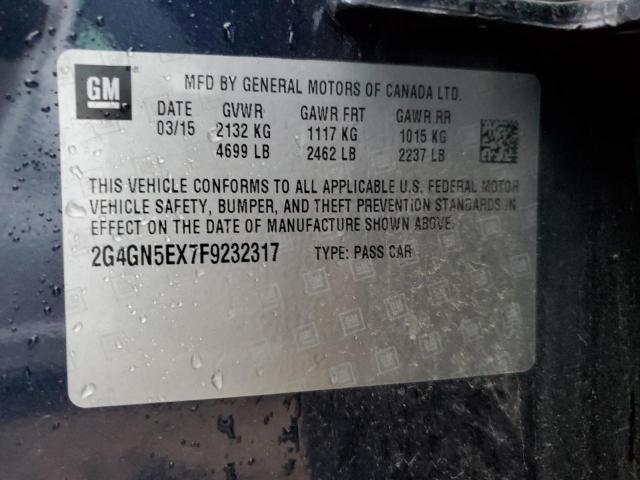 GM
MFD BY GENERAL MOTORS OF CANADA LTD.
DATE GVWR GAWR FRT GAWR RR
03/15 2132 KG 1117 KG 1015 KG
4699 LB 2462 LB 2237 LB
THIS VEHICLE CONFORMS TO ALL APPLICABLE U.S. FEDERAL MOTOR
VEHICLE SAFETY, BUMPER, AND THEFT PREVENTION STANDARDS IN
EFFECT ON THE DATE OF MANUFACTURE SHOWN ABOVE.
2G4GN5EX7F9232317 TYPE: PASS CAR